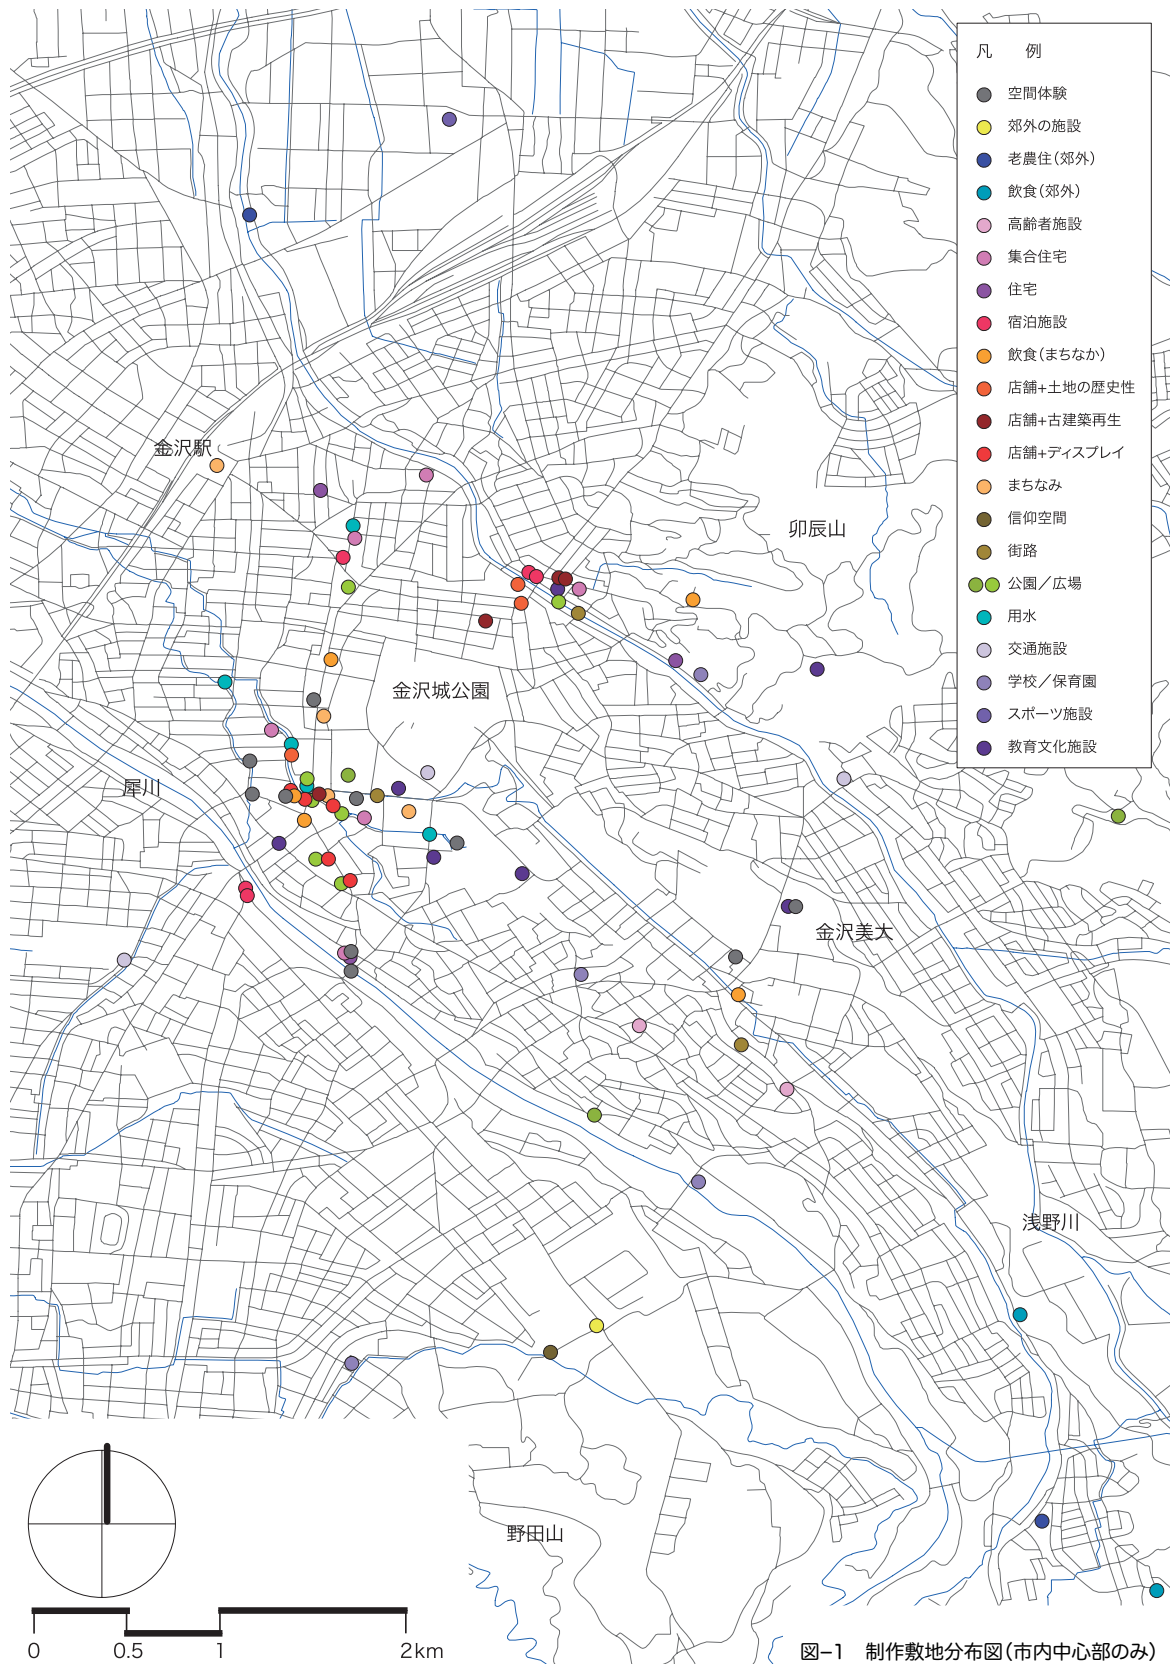 凡　例
空間体験
郊外の施設
老農住（郊外）
飲食（郊外）
高齢者施設
集合住宅
住宅
宿泊施設
飲食（まちなか）
店舗+土地の歴史性
店舗+古建築再生
店舗+ディスプレイ
まちなみ
信仰空間
街路
公園／広場
用水
交通施設
学校／保育園
スポーツ施設
教育文化施設
金沢駅
卯辰山
金沢城公園
犀川
金沢美大
浅野川
野田山
0 0.5 1 2km
図−1　制作敷地分布図（市内中心部のみ）